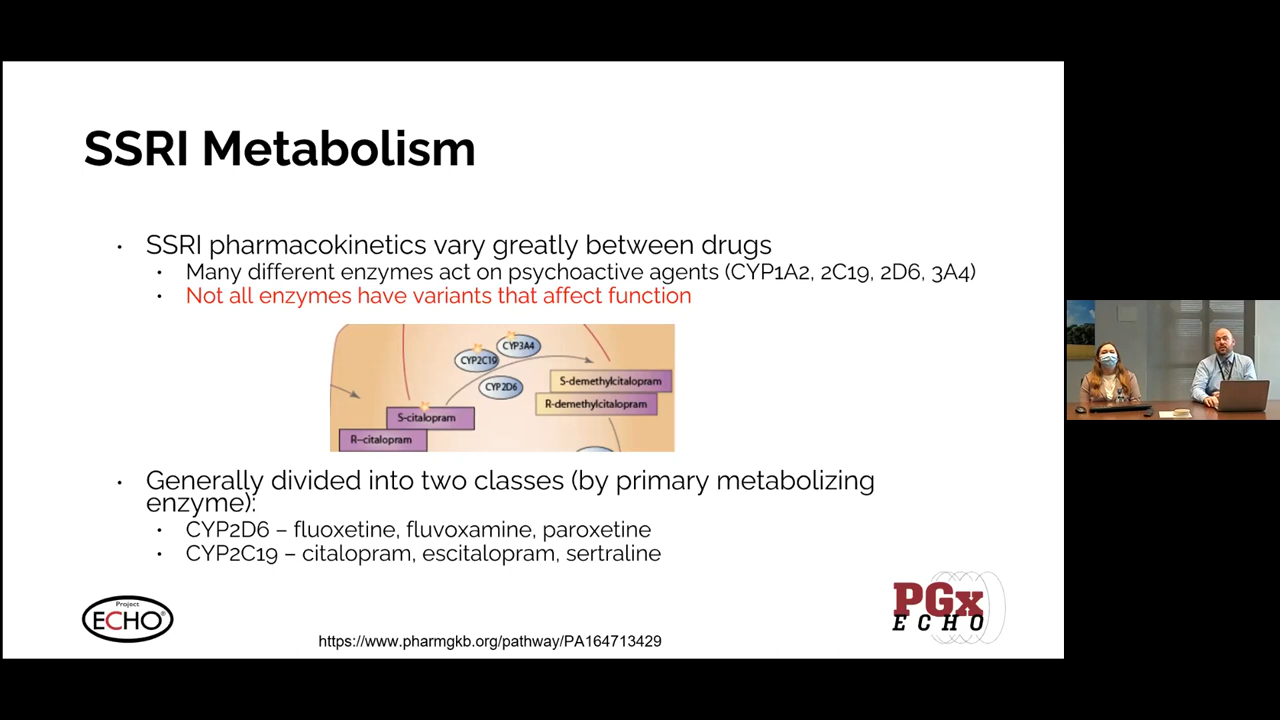 SSRI Metabolism
• SSRI pharmacokinetics vary greatly between drugs
• Many different enzymes act on psychoactive agents (CYP1A2, 2C19, 2D6, 3A4)
• Not all enzymes have variants that affect function
CYP3A4
CYP2C19
CYP2D6
S-demethylcitalopram
R-demethylcitalopram
S-citalopram
R-citalopram
• Generally divided into two classes (by primary metabolizing
enzyme):
• CYP2D6 – fluoxetine, fluvoxamine, paroxetine
• CYP2C19 – citalopram, escitalopram, sertraline
Project
ECHO®
https://www.pharmgkb.org/pathway/PA164713429
PGx
ECHO